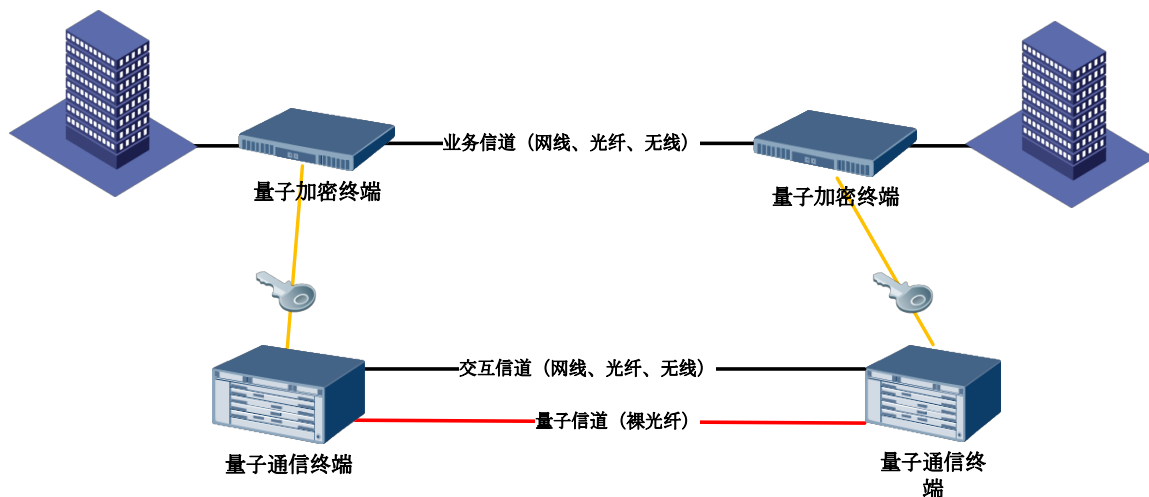 业务信道（网线、光纤、无线）
量子加密终端
量子加密终端
交互信道（网线、光纤、无线）
量子信道（裸光纤）
量子通信终端
量子通信终
端